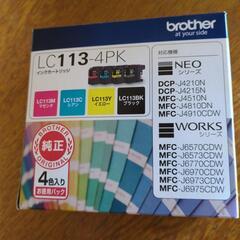 brother
at your side
LC113-4PK
インクカートリッジ
LC113M
マゼンタ
LC113C
シアン
LC113Y
イエロー
LC113BK
ブラック
BROTHER
純正
ORIGINAL
4色入り
お徳用パック
対応機種
NEO
シリーズ
DCP-J4210N
DCP-J4215N
MFC-J4510N
MFC-J4810DN
MFC-J4910CDW
WORKS
シリーズ
MFC-J6570CDW
MFC-J6573CDW
MFC-J6770CDW
MFC-J6970CDW
MFC-J6973CDW
MFC-J6975CDW